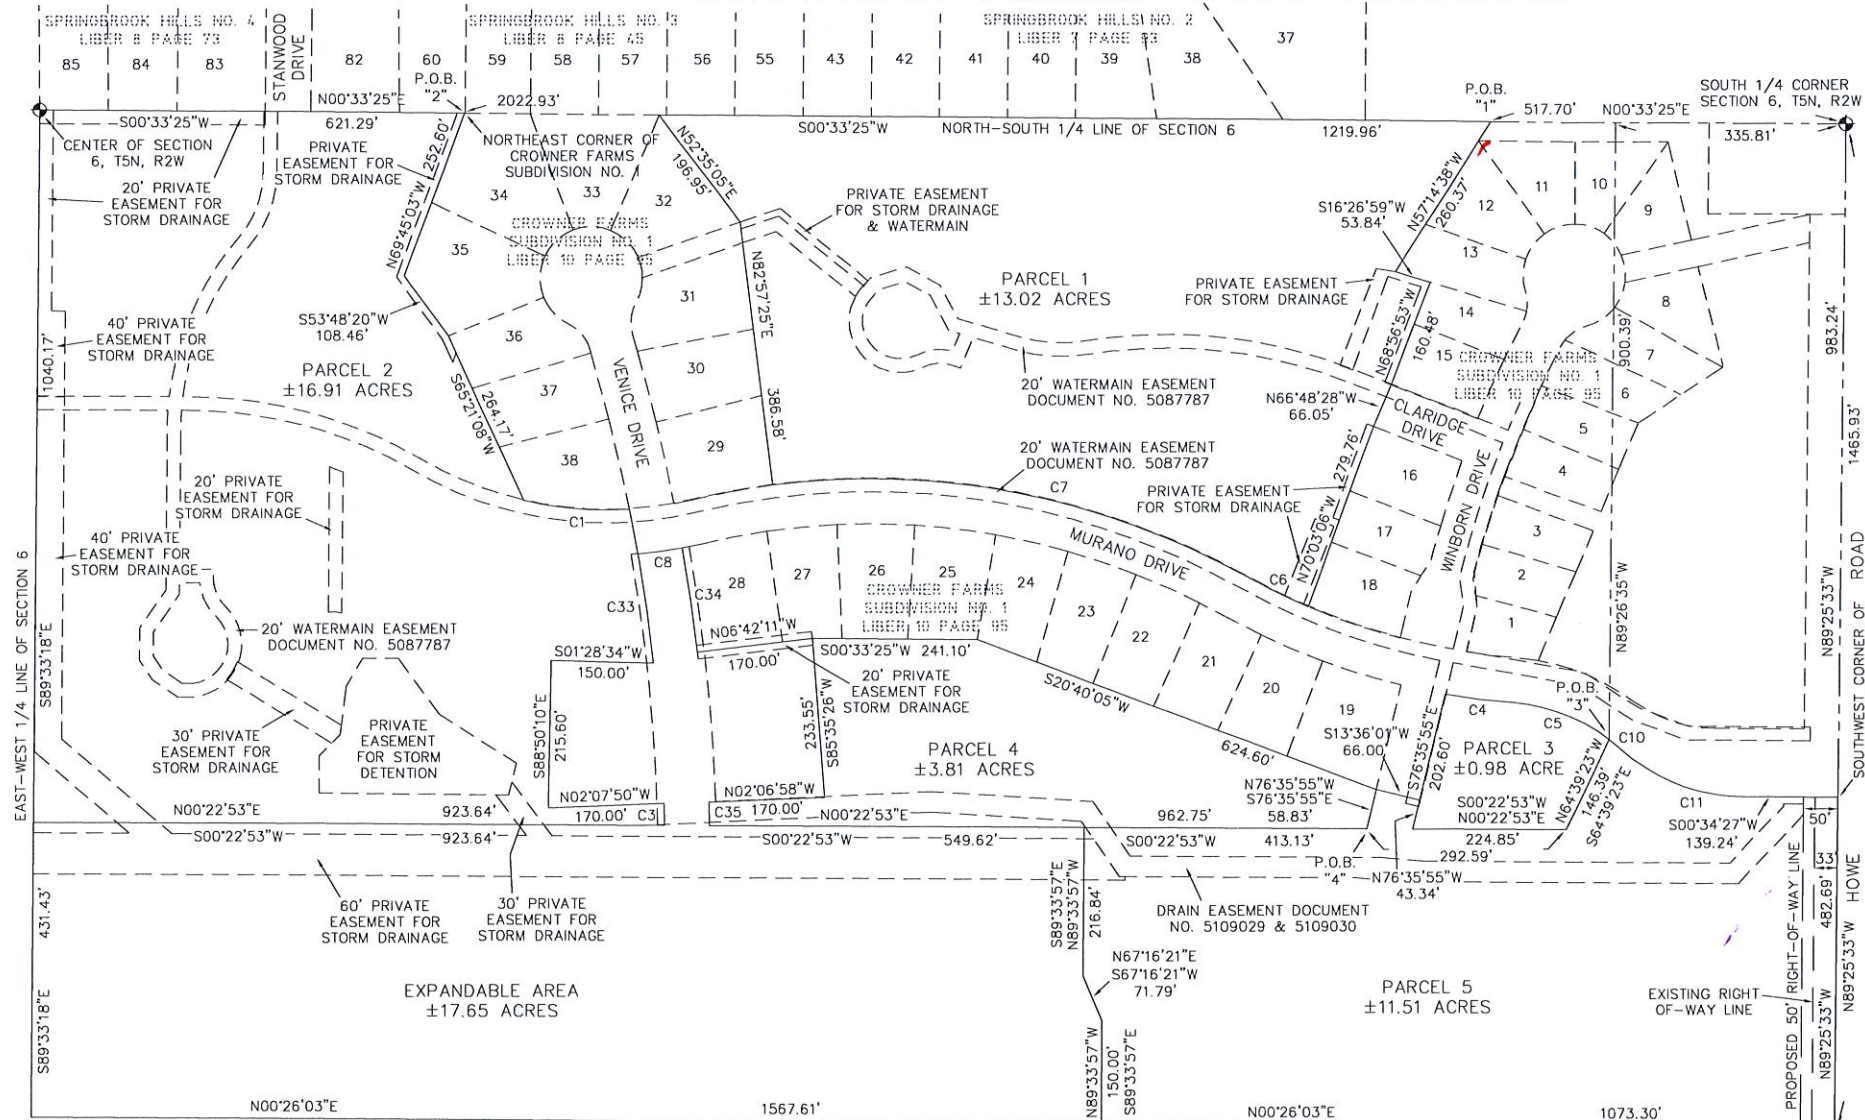 SPRINGBROOK HILLS NO. 4
LIBER 8 PAGE 73
85
84
83
STANWOOD
DRIVE
82
60
P.O.B.
"2"
SPRINGBROOK HILLS NO. 3
LIBER 8 PAGE 45
59
58
57
56
55
SPRINGBROOK HILLS NO. 2
LIBER 7 PAGE
43
42
41
40
39
38
37
P.O.B.
"1"
517.70'
N00°33'25"E
SOUTH 1/4 CORNER
SECTION 6, T5N, R2W
335.81'
N00°33'25"E
2022.93'
S00°33'25"W
621.29'
S00°33'25"W
NORTH-SOUTH 1/4 LINE OF SECTION 6
1219.96'
CENTER OF SECTION
6, T5N, R2W
20' PRIVATE
EASEMENT FOR
STORM DRAINAGE
PRIVATE
EASEMENT FOR
STORM DRAINAGE
N69°45'03"W
252.60'
NORTHEAST CORNER OF
CROWNER FARMS
SUBDIVISION NO. 1
34
33
32
CROWNER FARMS
SUBDIVISION NO. 1
LIBER 10 PAGE 95
35
N52°35'05"E
196.95'
PRIVATE EASEMENT
FOR STORM DRAINAGE
& WATERMAIN
N82°57'25"E
386.58'
PARCEL 1
±13.02 ACRES
S16°26'59"W
53.84'
N57°14'38"W
260.37'
12
11
10
9
13
PRIVATE EASEMENT
FOR STORM DRAINAGE
14
8
40' PRIVATE
EASEMENT FOR
STORM DRAINAGE
1040.17'
S53°48'20"W
108.46'
PARCEL 2
±16.91 ACRES
36
31
30
37
38
29
S65°21'08"W
264.17'
VENICE DRIVE
20' WATERMAIN EASEMENT
DOCUMENT NO. 5087787
N68°56'53"W
160.48'
15
CROWNER FARMS
SUBDIVISION NO. 1
LIBER 10 PAGE 95
900.39'
7
6
983.24'
N66°48'28"W
66.05'
CLARIDGE
DRIVE
5
4
1465.93'
20' WATERMAIN EASEMENT
DOCUMENT NO. 5087787
C7
279.76'
16
PRIVATE EASEMENT
FOR STORM DRAINAGE
17
WINBORN DRIVE
3
20' PRIVATE
EASEMENT FOR
STORM DRAINAGE
C1
MURANO DRIVE
C6
N70°03'06"W
18
2
1
40' PRIVATE
EASEMENT FOR
STORM DRAINAGE
EAST-WEST 1/4 LINE OF SECTION 6
S89°33'18"E
C8
C33
C34
28
27
26
25
24
23
22
21
20
19
CROWNER FARMS
SUBDIVISION NO. 1
LIBER 10 PAGE 95
N89°26'35"W
N89°25'33"W
SOUTHWEST CORNER OF
ROAD
20' WATERMAIN EASEMENT
DOCUMENT NO. 5087787
S01°28'34"W
150.00'
N06°42'11"W
170.00'
S00°33'25"W 241.10'
20' PRIVATE
EASEMENT FOR
STORM DRAINAGE
S20°40'05"W
624.60'
S88°50'10"E
215.60'
233.55'
S85°35'26"W
30' PRIVATE
EASEMENT FOR
STORM DRAINAGE
PRIVATE
EASEMENT
FOR STORM
DETENTION
PARCEL 4
±3.81 ACRES
S13°36'01"W
66.00'
S76°35'55"E
202.60'
C4
C5
P.O.B.
"3"
C10
PARCEL 3
±0.98 ACRE
N64°39'23"W
146.39'
S64°39'23"E
C11
S00°34'27"W
139.24'
50'
33'
N76°35'55"W
S76°35'55"E
58.83'
S00°22'53"W
N00°22'53"E
224.85'
292.59'
N00°22'53"E
923.64'
S00°22'53"W
923.64'
N02°07'50"W
170.00'
C3
N02°06'58"W
C35
170.00'
N00°22'53"E
962.75'
S00°22'53"W
549.62'
S00°22'53"W
413.13'
P.O.B.
"4"
N76°35'55"W
43.34'
431.43'
S89°33'18"E
60' PRIVATE
EASEMENT FOR
STORM DRAINAGE
30' PRIVATE
EASEMENT FOR
STORM DRAINAGE
S89°33'57"E
N89°33'57"W
216.84'
DRAIN EASEMENT DOCUMENT
NO. 5109029 & 5109030
N67°16'21"E
S67°16'21"W
71.79'
EXPANDABLE AREA
±17.65 ACRES
PARCEL 5
±11.51 ACRES
EXISTING RIGHT
OF-WAY LINE
PROPOSED 50' RIGHT-OF-WAY LINE
482.69'
N89°25'33"W
HOWE
N89°25'33"W
N89°33'57"W
150.00'
S89°33'57"E
N00°26'03"E
1567.61'
N00°26'03"E
1073.30'